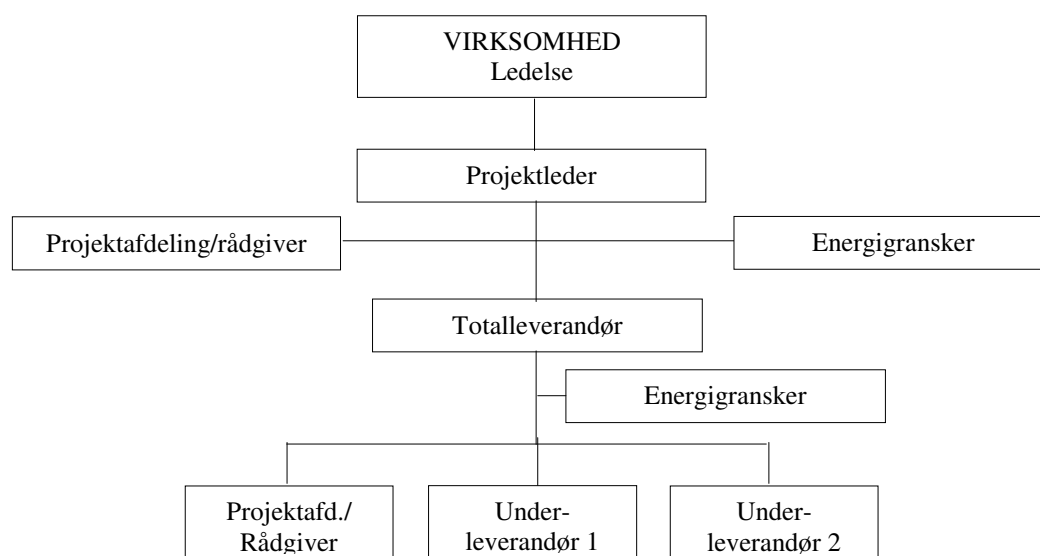 VIRKSOMHED
Ledelse
Projektleder
Projektafdeling/rådgiver
Energigransker
Totalleverandør
Energigransker
Projektafd./
Rådgiver
Under-
leverandør 1
Under-
leverandør 2